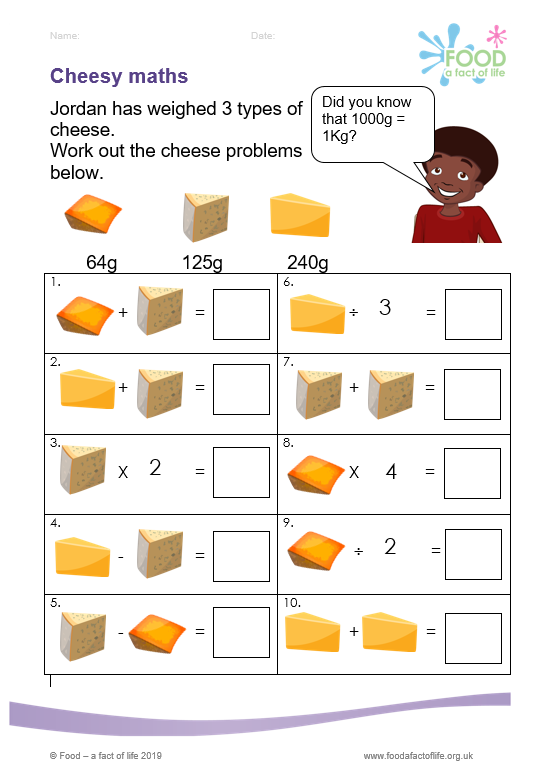 Name:
Date:
FOOD
a fact of life
Cheesy maths
Jordan has weighed 3 types of
cheese.
Work out the cheese problems
below.
Did you know
that 1000g =
1Kg?
64g 125g 240g
1. + =
6. ÷ 3 =
2. + =
7. + =
3. X 2 =
8. X 4 =
4. - =
9. ÷ 2 =
5. - =
10. + =
© Food – a fact of life 2019
www.foodafactoflife.org.uk